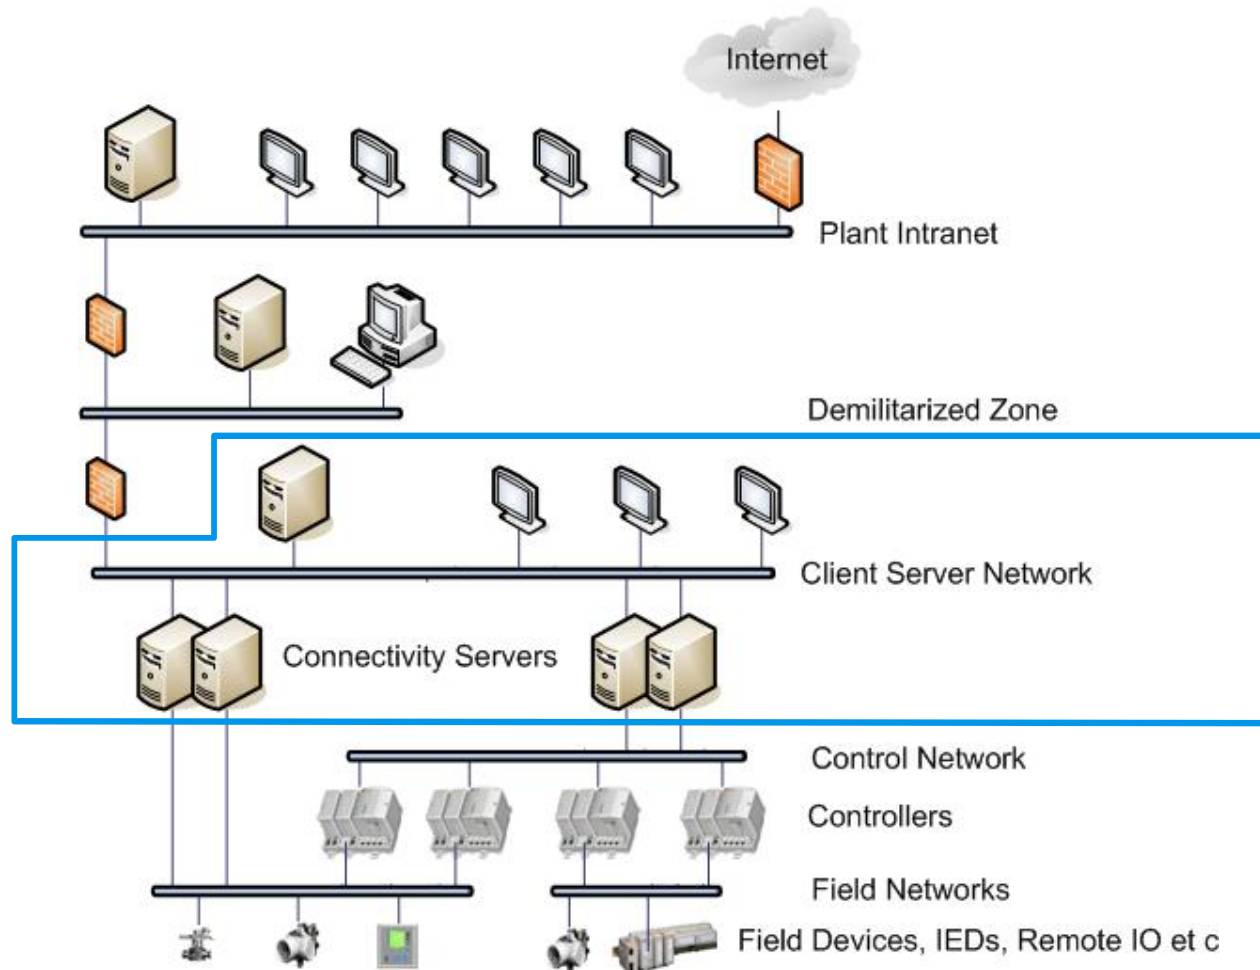 Internet
Plant Intranet
Demilitarized Zone
Client Server Network
Connectivity Servers
Control Network
Controllers
Field Networks
Field Devices, IEDs, Remote IO et c